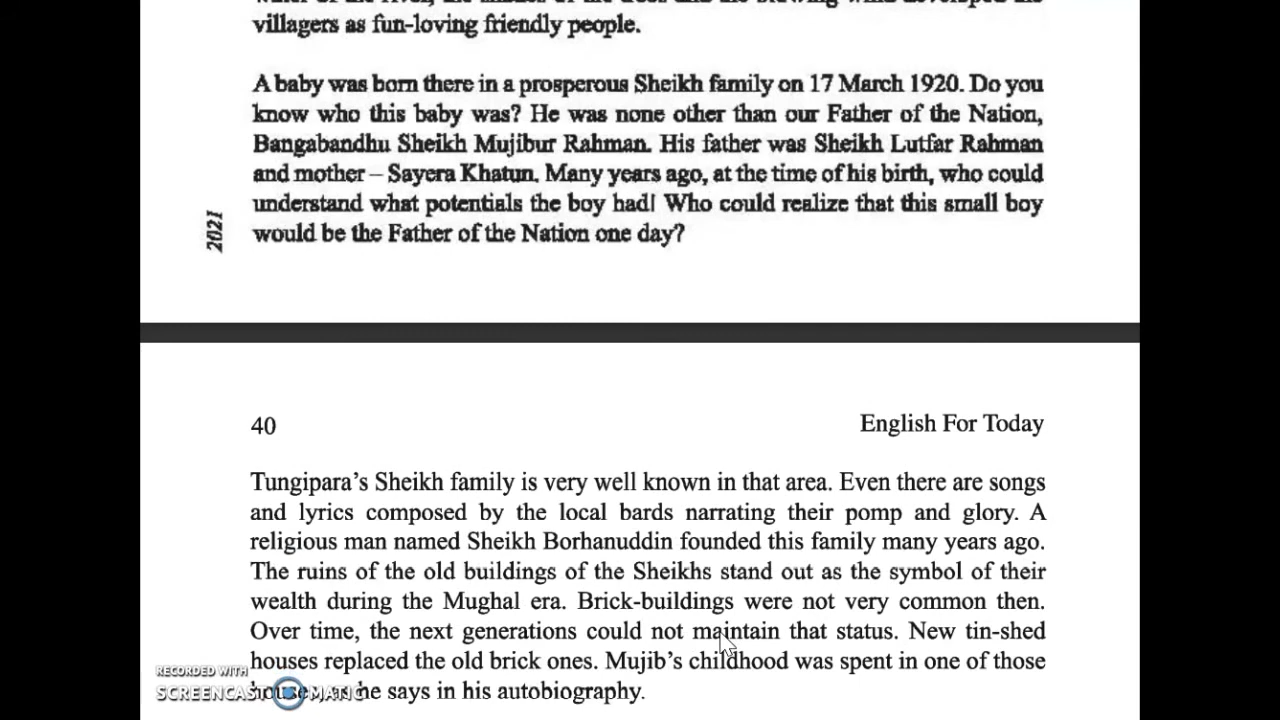 villagers as fun-loving friendly people.
A baby was born there in a prosperous Sheikh family on 17 March 1920. Do you
know who this baby was? He was none other than our Father of the Nation,
Bangabandhu Sheikh Mujibur Rahman. His father was Sheikh Lutfar Rahman
and mother – Sayera Khatun. Many years ago, at the time of his birth, who could
understand what potentials the boy had! Who could realize that this small boy
would be the Father of the Nation one day?
2021
40
English For Today
Tungipara’s Sheikh family is very well known in that area. Even there are songs
and lyrics composed by the local bards narrating their pomp and glory. A
religious man named Sheikh Borhanuddin founded this family many years ago.
The ruins of the old buildings of the Sheikhs stand out as the symbol of their
wealth during the Mughal era. Brick-buildings were not very common then.
Over time, the next generations could not maintain that status. New tin-shed
houses replaced the old brick ones. Mujib’s childhood was spent in one of those
he says in his autobiography.
RECORDED WITH
SCREENCAST MATIC